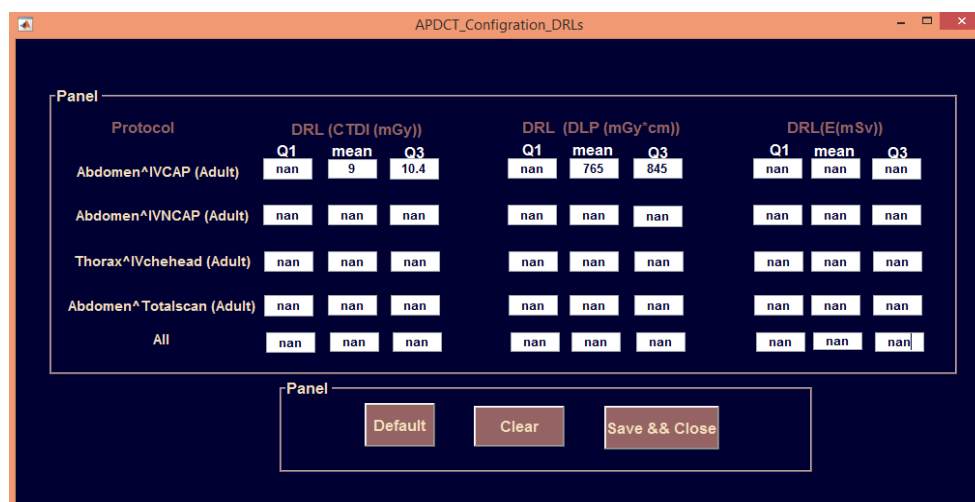 APDCT_Configration_DRLs
Panel
Protocol DRL (CTDI (mGy)) DRL (DLP (mGy*cm)) DRL(E(mSv))
Q1 mean Q3 Q1 mean Q3 Q1 mean Q3
Abdomen^IVCAP (Adult) nan 9 10.4 nan 765 845 nan nan nan
Abdomen^IVNCAP (Adult) nan nan nan nan nan nan nan nan nan
Thorax^IVchehead (Adult) nan nan nan nan nan nan nan nan nan
Abdomen^Totalscan (Adult) nan nan nan nan nan nan nan nan nan
All nan nan nan nan nan nan nan nan nan
Panel
Default Clear Save && Close